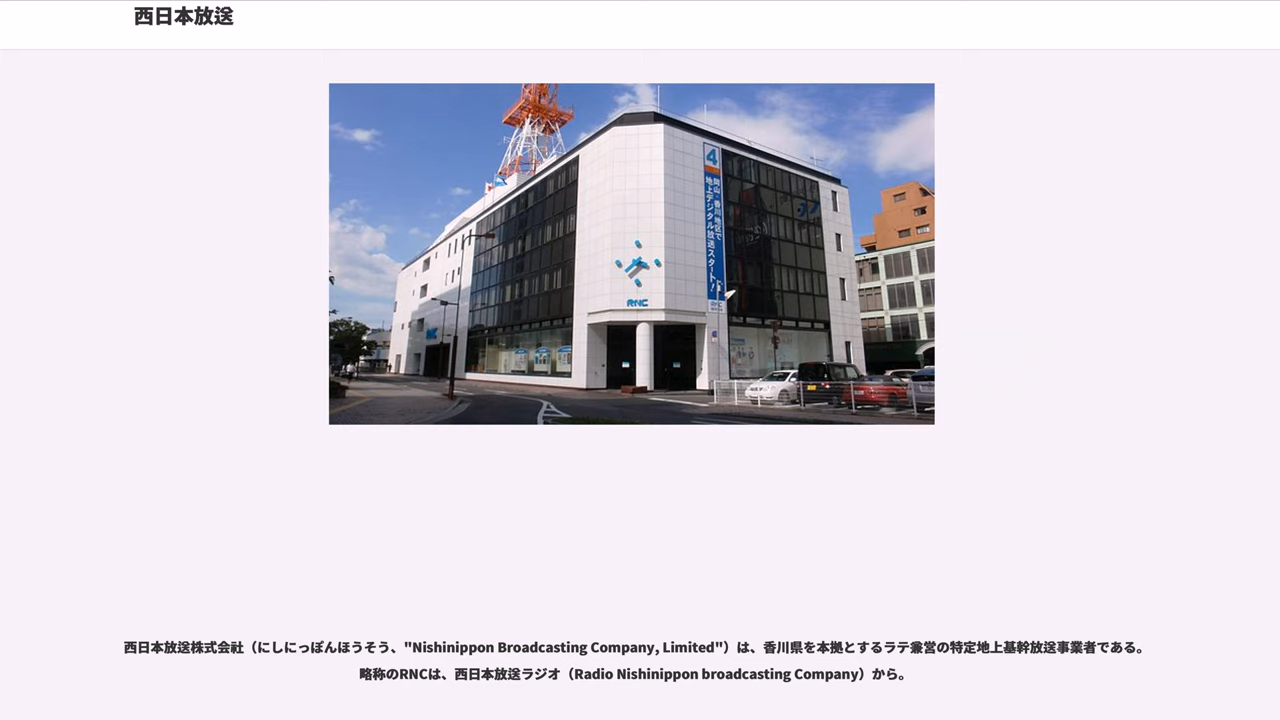 西日本放送
4
岡山・香川地区で
地上デジタル放送スタート!
RNC
RNC
西日本放送株式会社（にしにっぽんほうそう、"Nishinippon Broadcasting Company, Limited"）は、香川県を本拠とするラテ兼営の特定地上基幹放送事業者である。
略称のRNCは、西日本放送ラジオ（Radio Nishinippon broadcasting Company）から。